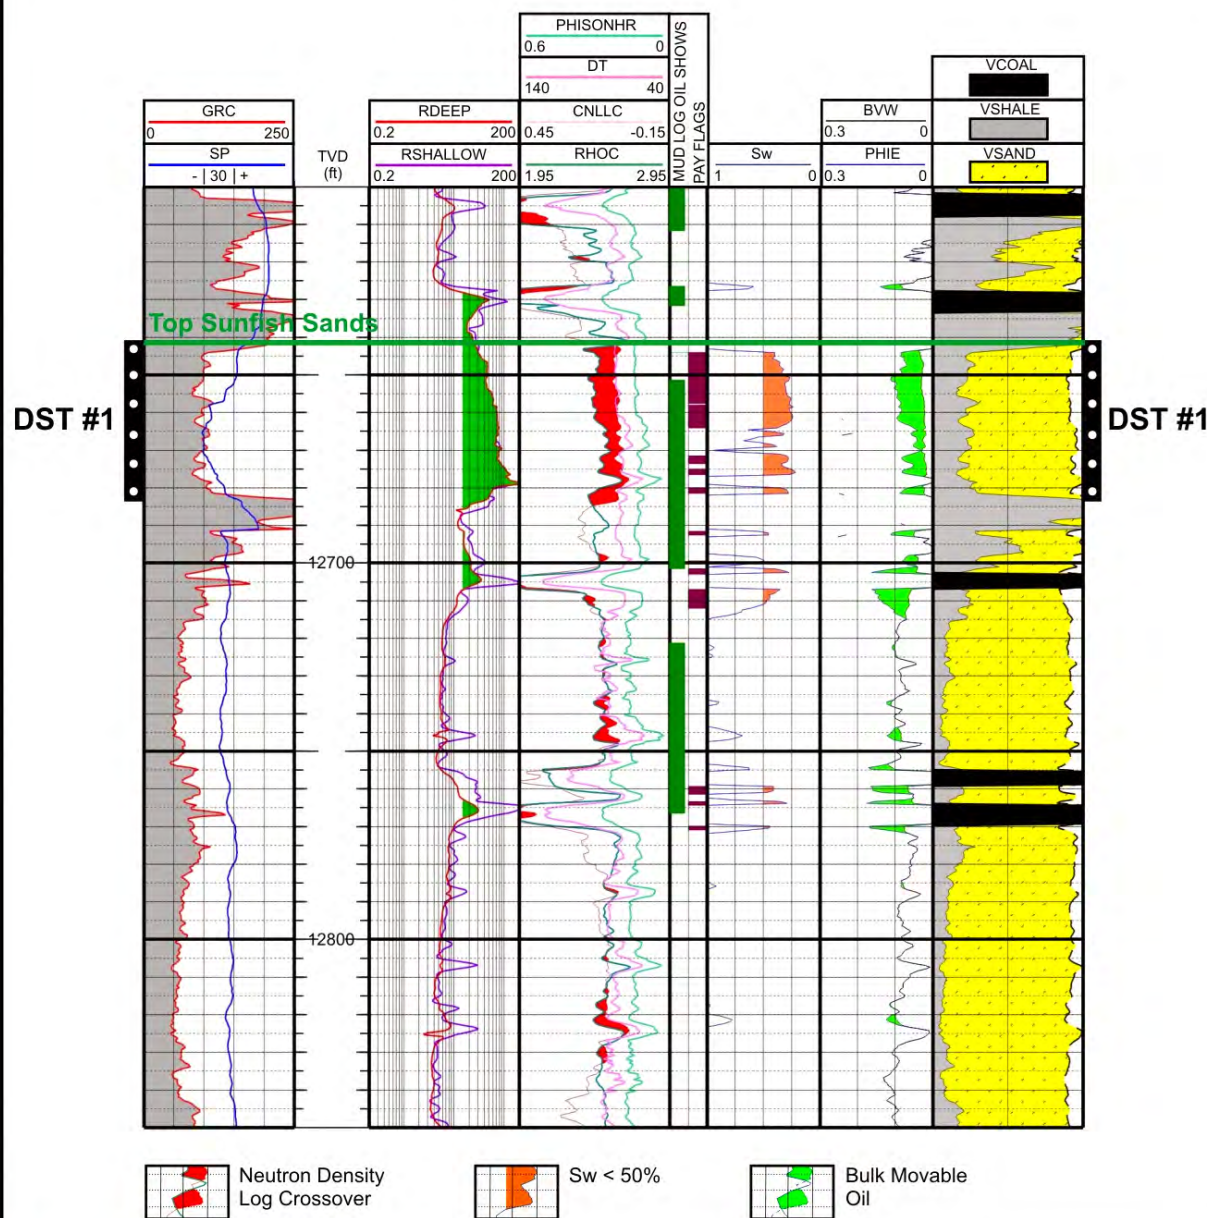 PHISONHR
0.6 0
DT
140 40
VCOAL
GRC
0 250
RDEEP
0.2 200
CNLLC
0.45 -0.15
MUD LOG OIL SHOWS
PAY FLAGS
BVW
0.3 0
VSHALE
SP
- | 30 | +
TVD
(ft)
RSHALLOW
0.2 200
RHOC
1.95 2.95
Sw
1 0
PHIE
0.3 0
VSAND
Top Sunfish Sands
DST #1
DST #1
12700
12800
Neutron Density
Log Crossover
Sw < 50%
Bulk Movable
Oil